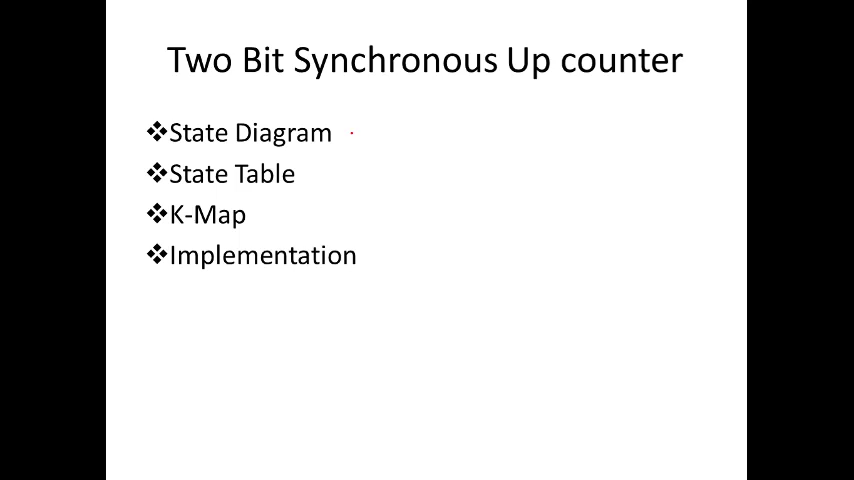 Two Bit Synchronous Up counter
❖State Diagram
❖State Table
❖K-Map
❖Implementation